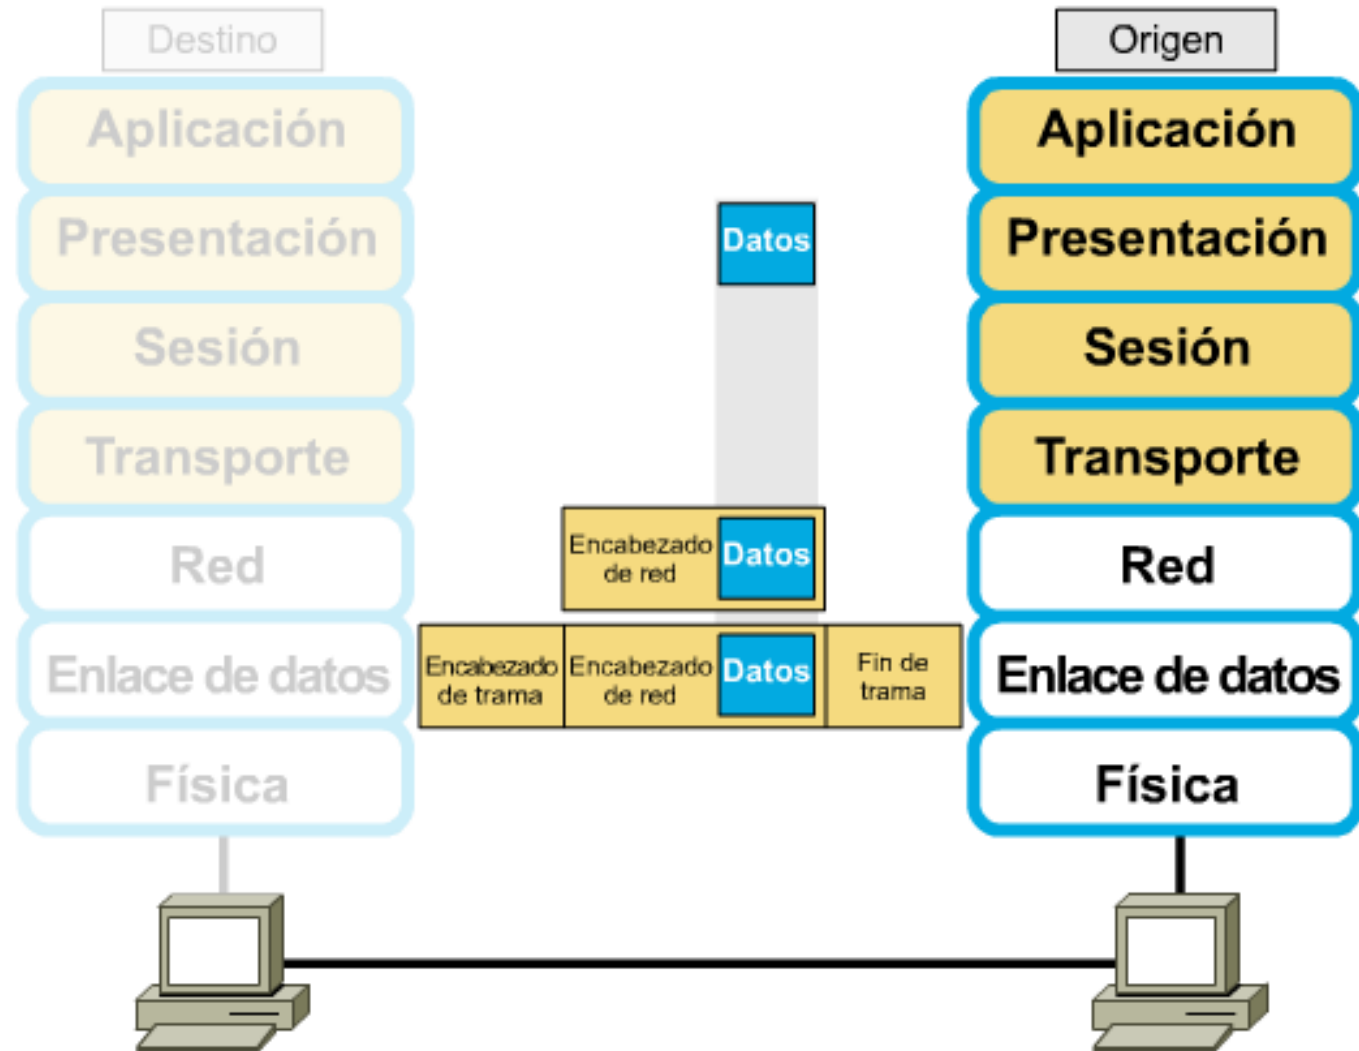 Destino
Origen
Aplicación
Aplicación
Presentación
Datos
Presentación
Sesión
Sesión
Transporte
Transporte
Red
Encabezado
de red
Datos
Red
Enlace de datos
Encabezado
de trama
Encabezado
de red
Datos
Fin de
trama
Enlace de datos
Física
Física